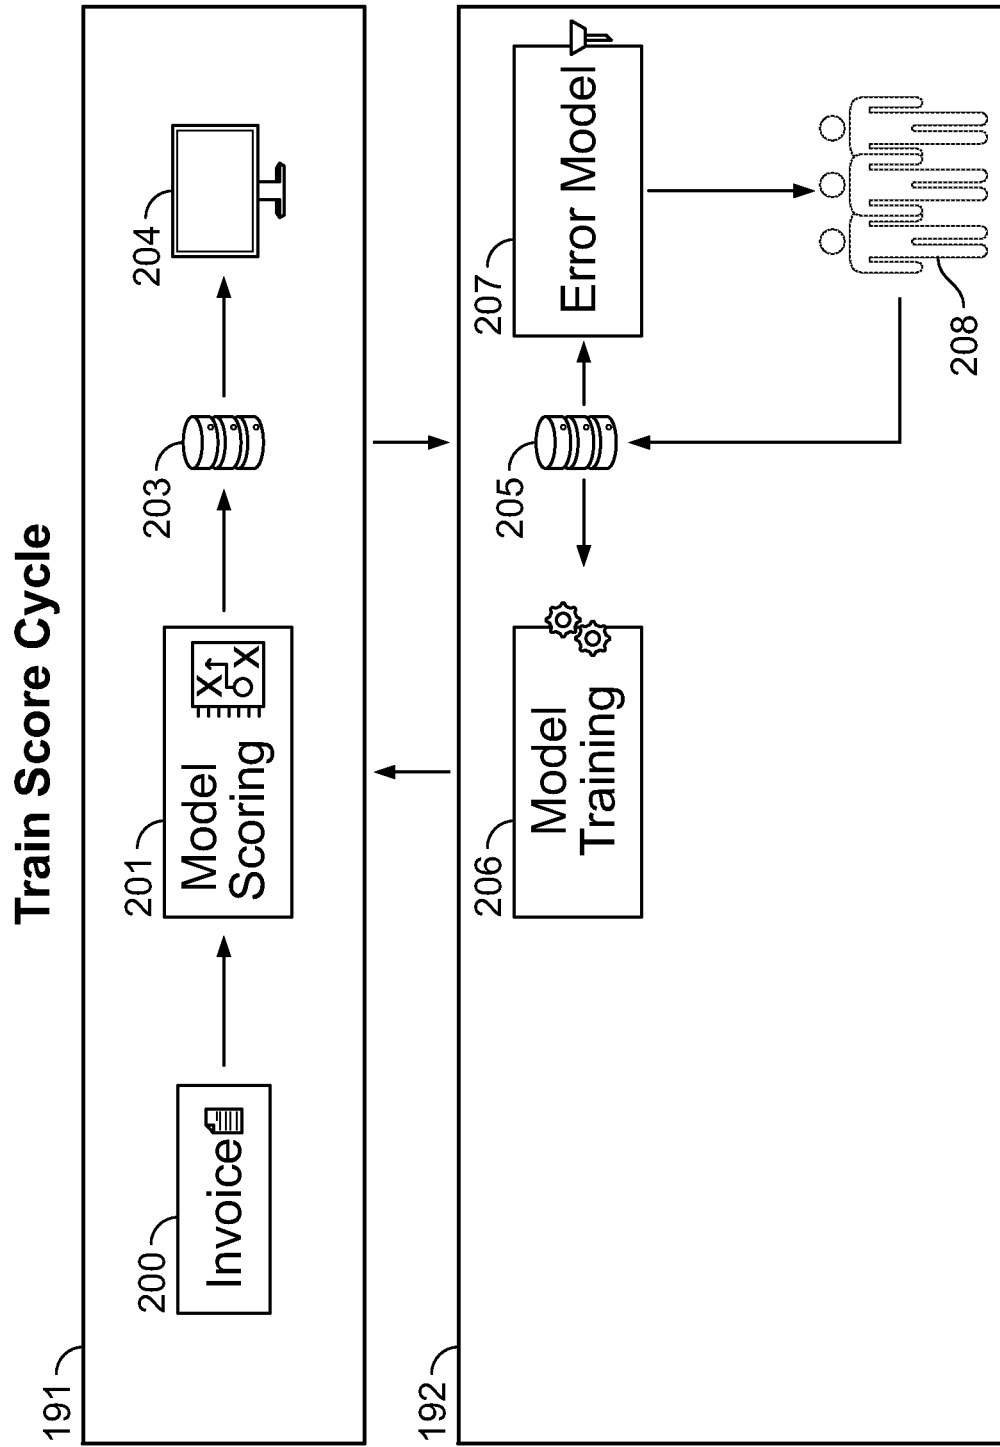 Train Score Cycle
191
200
Invoice
201
Model
Scoring
X
X
203
204
192
206
Model
Training
205
207
Error Model
208